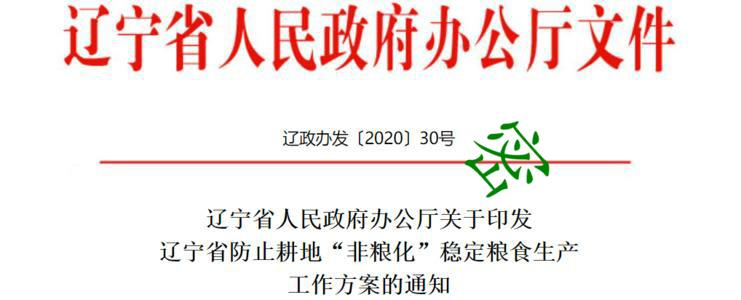 辽宁省人民政府办公厅文件
辽政办发〔2020〕30号
辽宁省人民政府办公厅关于印发
辽宁省防止耕地“非粮化”稳定粮食生产
工作方案的通知